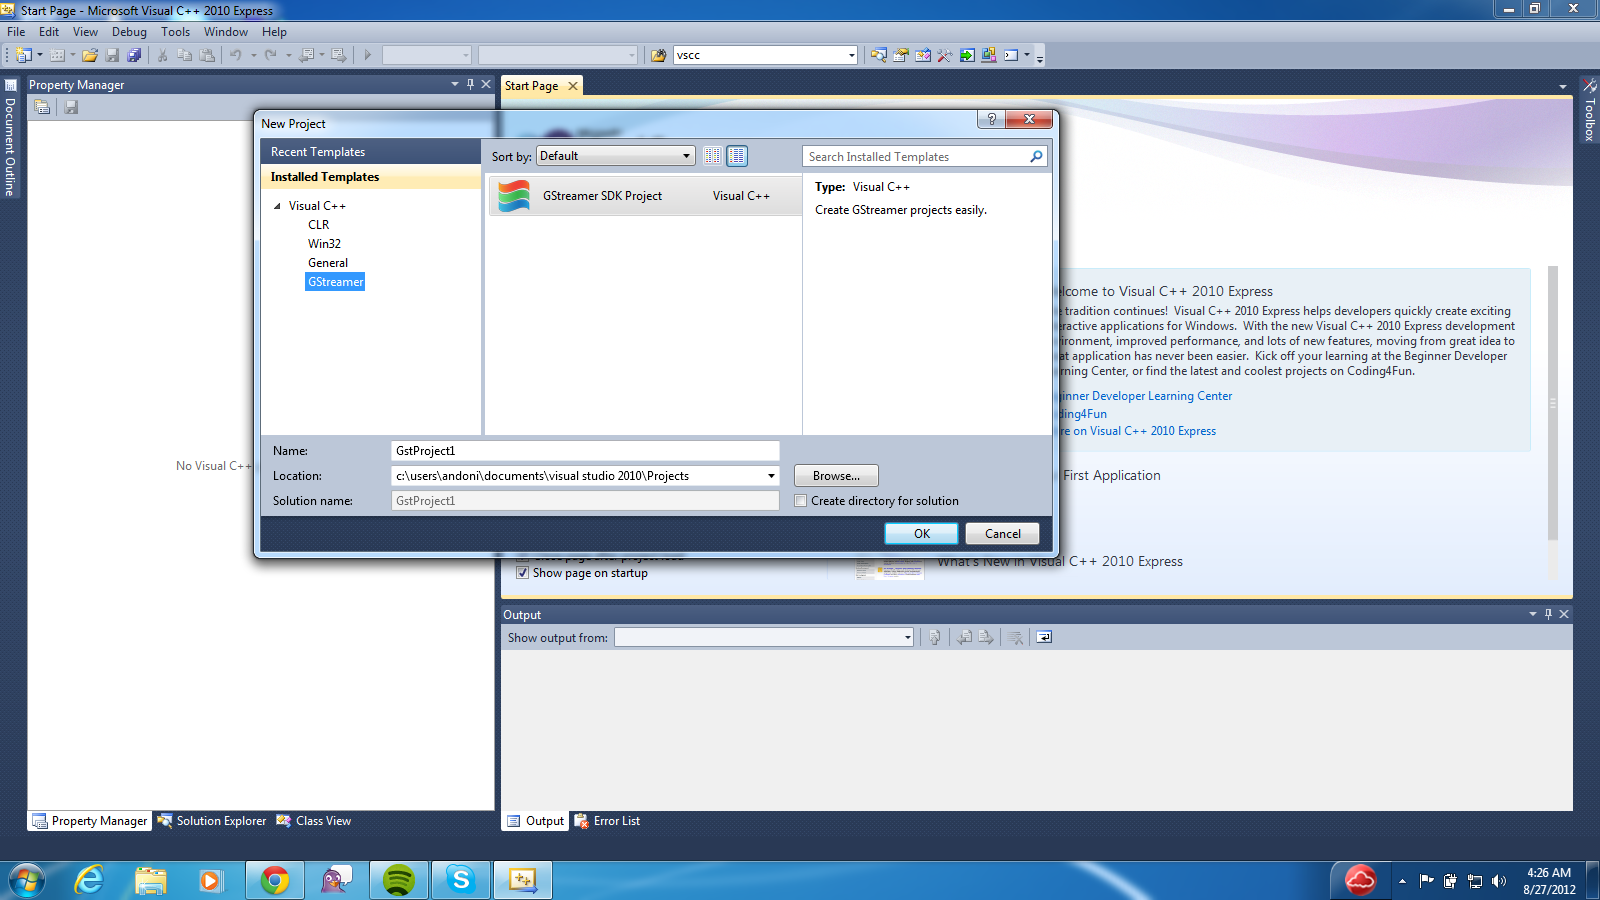 Start Page - Microsoft Visual C++ 2010 Express
File Edit View Debug Tools Window Help
vscc
Document Outline
Property Manager
Start Page
Toolbox
New Project
Recent Templates
Installed Templates
Visual C++
CLR
Win32
General
GStreamer
Sort by: Default
Search Installed Templates
GStreamer SDK Project Visual C++
Type: Visual C++
Create GStreamer projects easily.
Name: GstProject1
Location: c:\users\andoni\documents\visual studio 2010\Projects
Browse...
Solution name: GstProject1
Create directory for solution
OK Cancel
No Visual C++
to Visual C++ 2010 Express
tradition continues! Visual C++ 2010 Express helps developers quickly create exciting
applications for Windows. With the new Visual C++ 2010 Express development
improved performance, and lots of new features, moving from great idea to
application has never been easier. Kick off your learning at the Beginner Developer
Center, or find the latest and coolest projects on Coding4Fun.
Developer Learning Center
on Visual C++ 2010 Express
First Application
What's New in Visual C++ 2010 Express
Show page on startup
Output
Show output from:
Property Manager Solution Explorer Class View
Output Error List
4:26 AM
8/27/2012